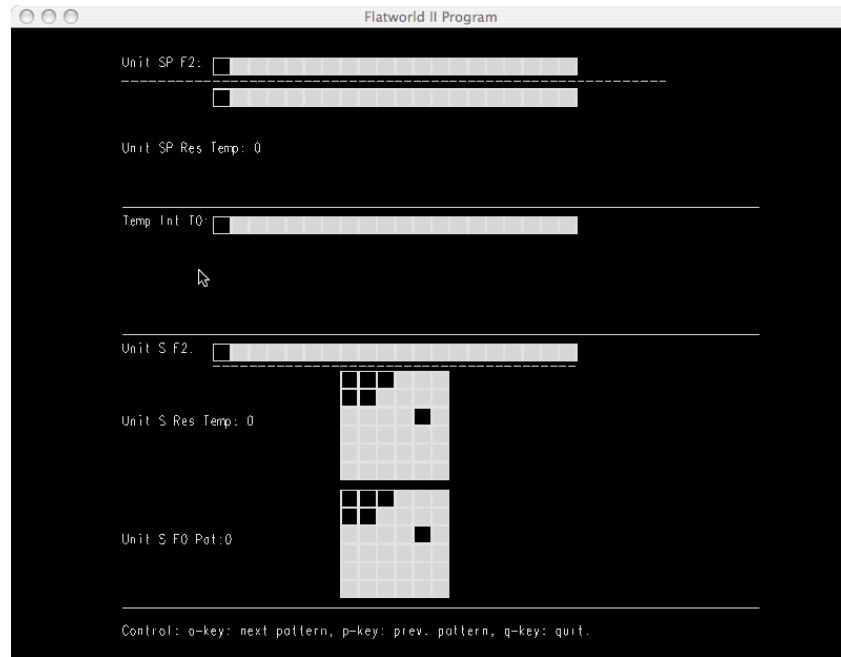 Flatworld II Program
Unit SP F2:
Unit SP Res Temp: 0
Temp Int T0:
Unit S F2:
Unit S Res Temp: 0
Unit S F0 Pat:0
Control: o-key: next pattern, p-key: prev. pattern, q-key: quit.